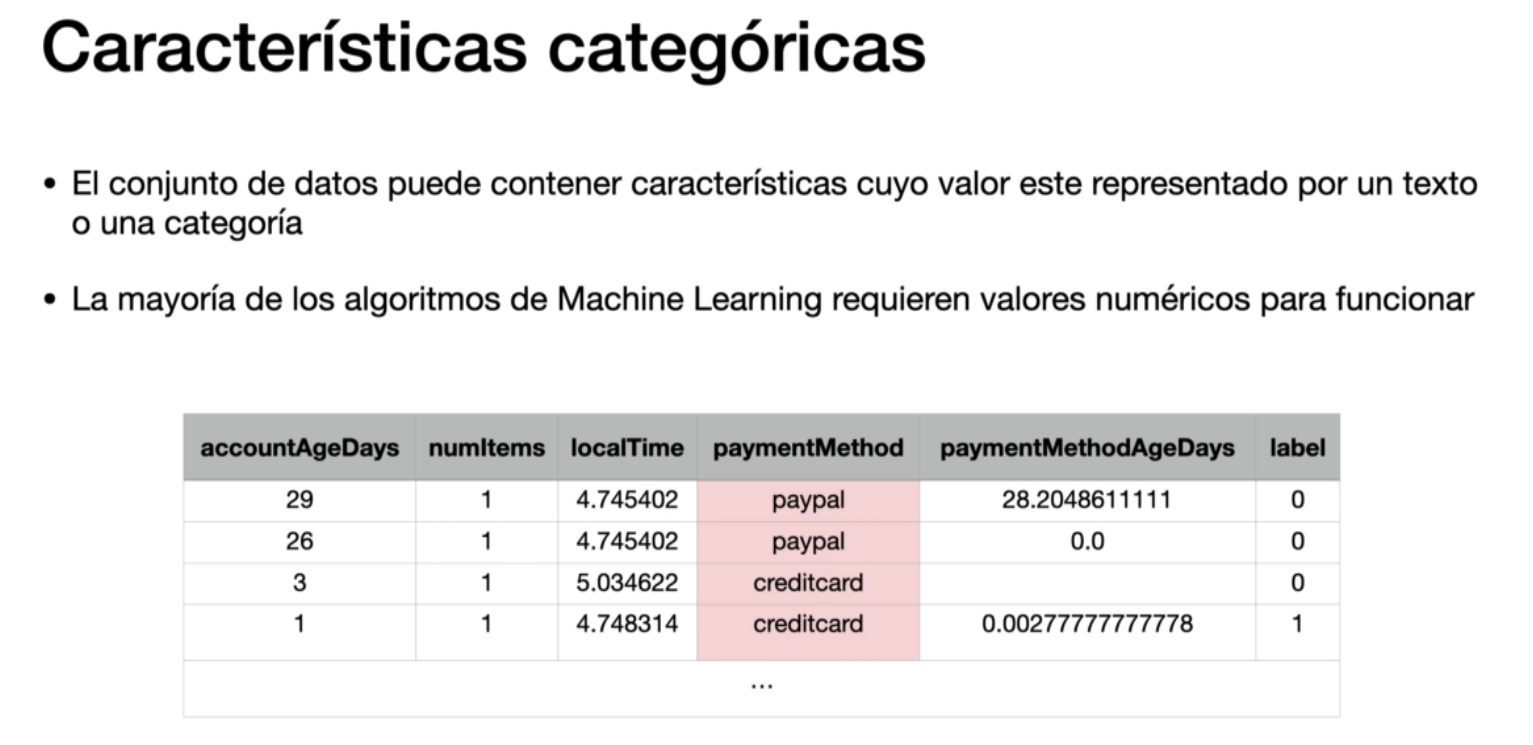 Características categóricas
• El conjunto de datos puede contener características cuyo valor este representado por un texto
o una categoría
• La mayoría de los algoritmos de Machine Learning requieren valores numéricos para funcionar
accountAgeDays numItems localTime paymentMethod paymentMethodAgeDays label
29 1 4.745402 paypal 28.2048611111 0
26 1 4.745402 paypal 0.0 0
3 1 5.034622 creditcard 0
1 1 4.748314 creditcard 0.00277777777778 1
...